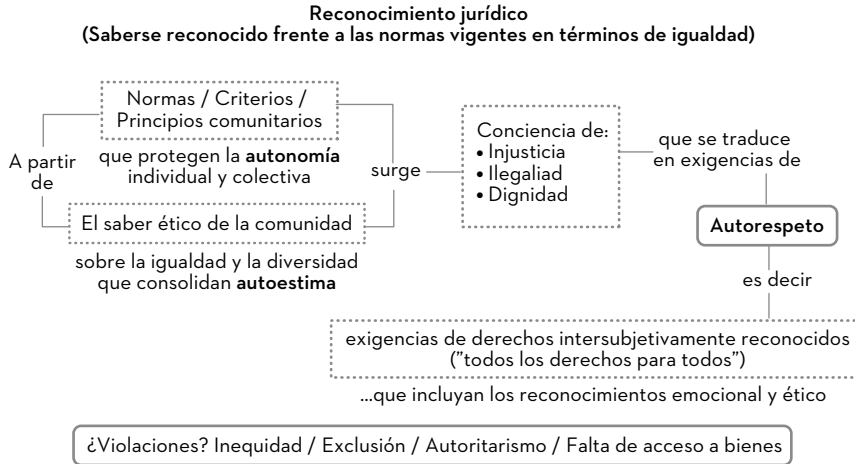 Reconocimiento jurídico
(Saberse reconocido frente a las normas vigentes en términos de igualdad)
A partir
de
Normas / Criterios /
Principios comunitarios
que protegen la autonomía
individual y colectiva
El saber ético de la comunidad
sobre la igualdad y la diversidad
que consolidan autoestima
surge
Conciencia de:
• Injusticia
• Ilegaliad
• Dignidad
que se traduce
en exigencias de
Autorespeto
es decir
exigencias de derechos intersubjetivamente reconocidos
(”todos los derechos para todos”)
...que incluyan los reconocimientos emocional y ético
¿Violaciones? Inequidad / Exclusión / Autoritarismo / Falta de acceso a bienes